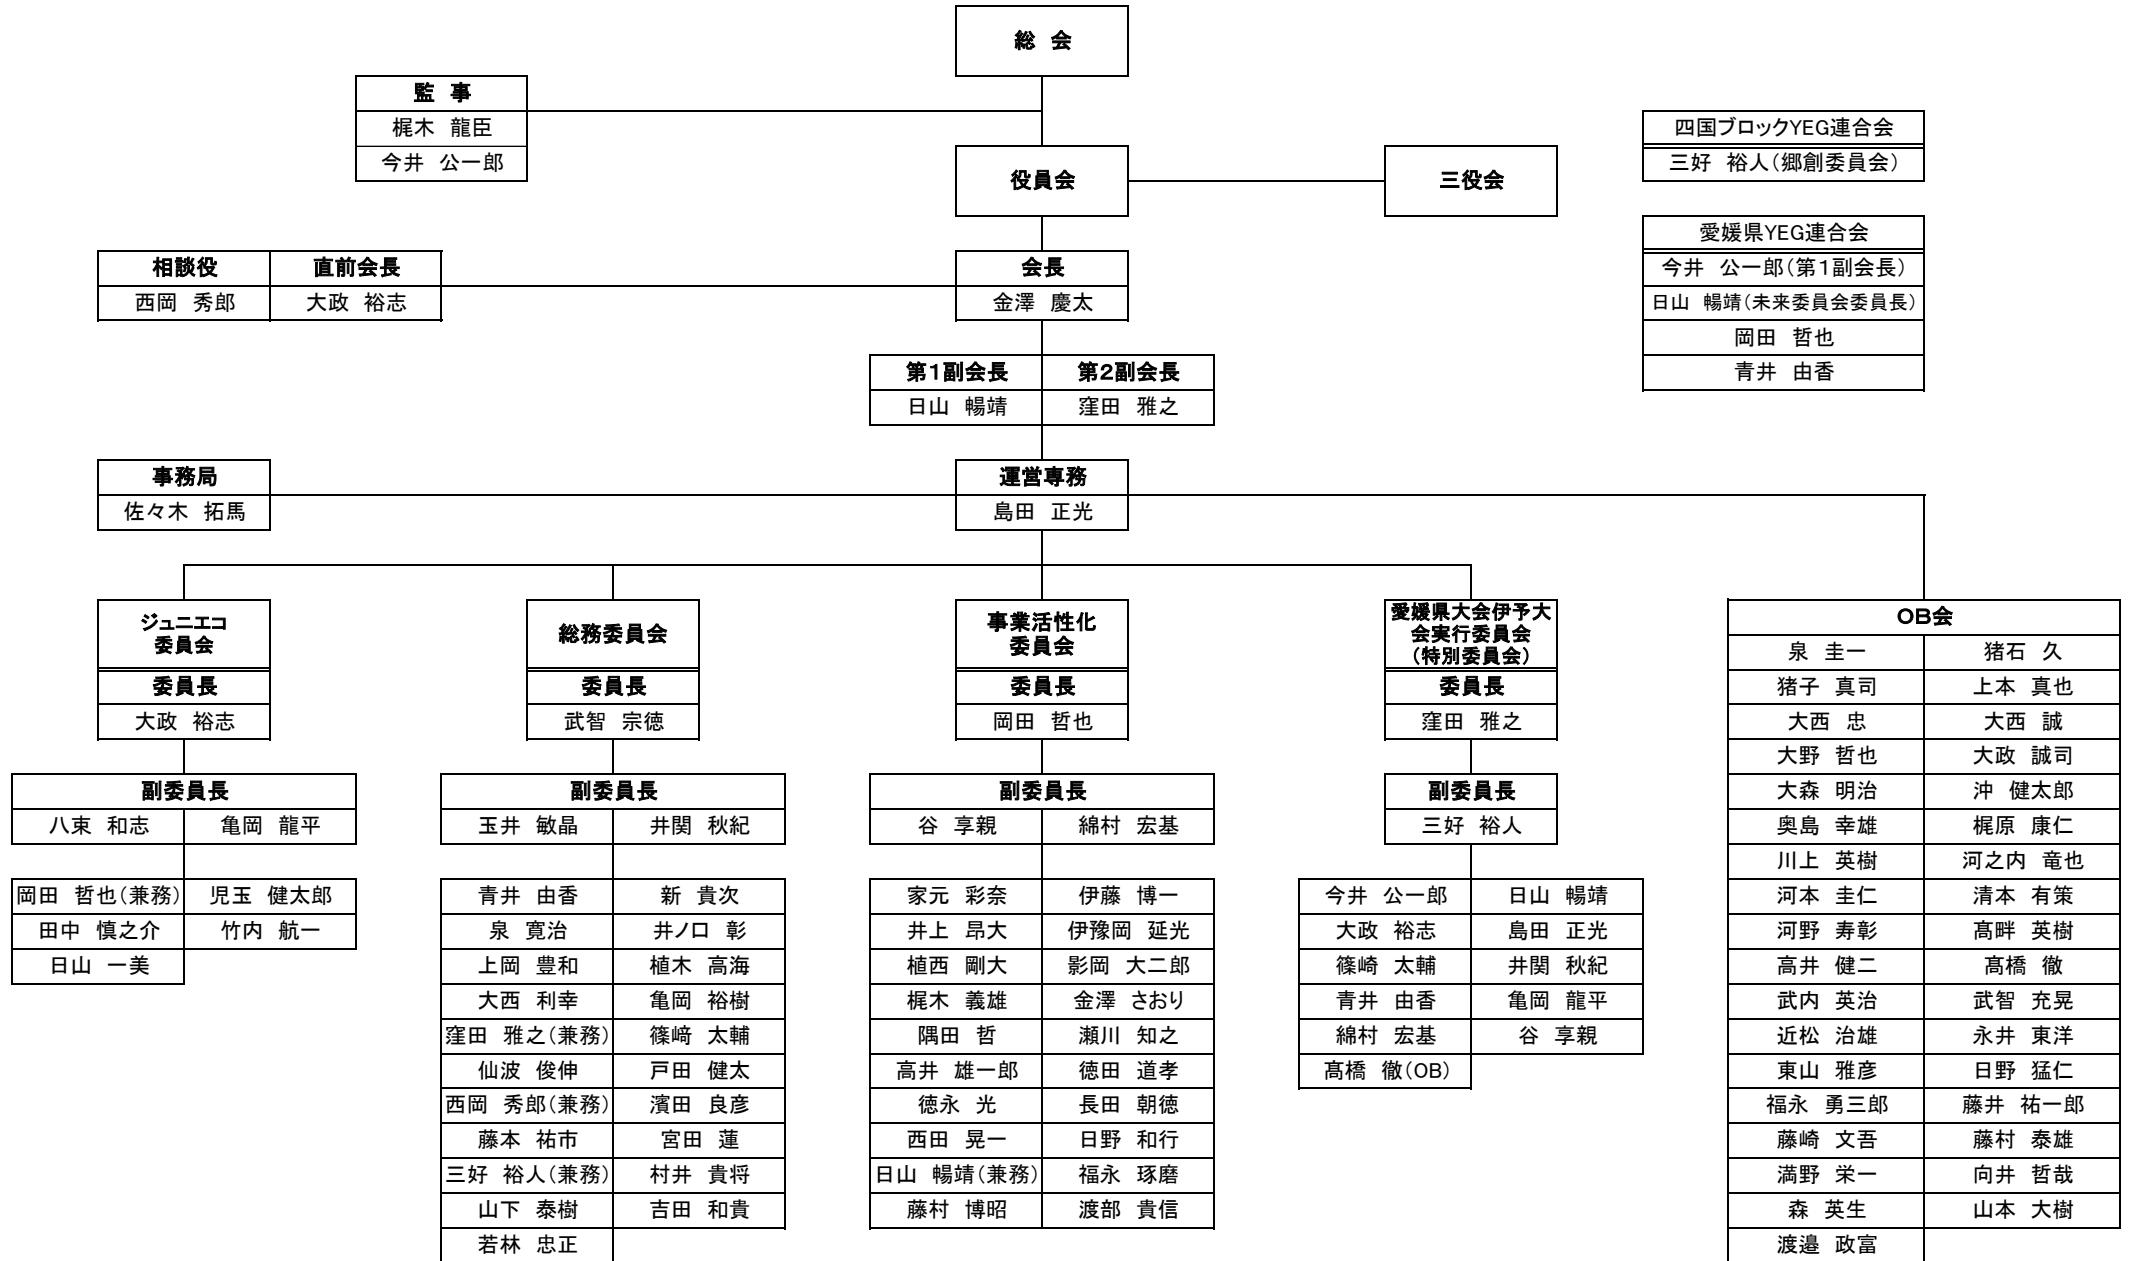 総 会
監 事
梶木 龍臣
今井 公一郎
役員会
三役会
四国ブロックYEG連合会
三好 裕人(郷創委員会)
愛媛県YEG連合会
今井 公一郎(第1副会長)
日山 暢靖(未来委員会委員長)
岡田 哲也
青井 由香
相談役 直前会長
西岡 秀郎 大政 裕志
会長
金澤 慶太
第1副会長 第2副会長
日山 暢靖 窪田 雅之
事務局
佐々木 拓馬
運営専務
島田 正光
ジュニエコ
委員会
委員長
大政 裕志
副委員長
八束 和志 亀岡 龍平
岡田 哲也(兼務) 児玉 健太郎
田中 慎之介 竹内 航一
日山 一美
総務委員会
委員長
武智 宗徳
副委員長
玉井 敏晶 井関 秋紀
青井 由香 新 貴次
泉 寛治 井ノ口 彰
上岡 豊和 植木 高海
大西 利幸 亀岡 裕樹
窪田 雅之(兼務) 篠﨑 太輔
仙波 俊伸 戸田 健太
西岡 秀郎(兼務) 濱田 良彦
藤本 祐市 宮田 蓮
三好 裕人(兼務) 村井 貴将
山下 泰樹 吉田 和貴
若林 忠正
事業活性化
委員会
委員長
岡田 哲也
副委員長
谷 享親 綿村 宏基
家元 彩奈 伊藤 博一
井上 昂大 伊豫岡 延光
植西 剛大 影岡 大二郎
梶木 義雄 金澤 さおり
隅田 哲 瀬川 知之
高井 雄一郎 徳田 道孝
徳永 光 長田 朝徳
西田 晃一 日野 和行
日山 暢靖(兼務) 福永 琢磨
藤村 博昭 渡部 貴信
愛媛県大会伊予大
会実行委員会
(特別委員会)
委員長
窪田 雅之
副委員長
三好 裕人
今井 公一郎 日山 暢靖
大政 裕志 島田 正光
篠崎 太輔 井関 秋紀
青井 由香 亀岡 龍平
綿村 宏基 谷 享親
髙橋 徹(OB)
OB会
泉 圭一 猪石 久
猪子 真司 上本 真也
大西 忠 大西 誠
大野 哲也 大政 誠司
大森 明治 沖 健太郎
奥島 幸雄 梶原 康仁
川上 英樹 河之内 竜也
河本 圭仁 清本 有策
河野 寿彰 髙畔 英樹
高井 健二 髙橋 徹
武内 英治 武智 充晃
近松 治雄 永井 東洋
東山 雅彦 日野 猛仁
福永 勇三郎 藤井 祐一郎
藤崎 文吾 藤村 泰雄
満野 栄一 向井 哲哉
森 英生 山本 大樹
渡邉 政富